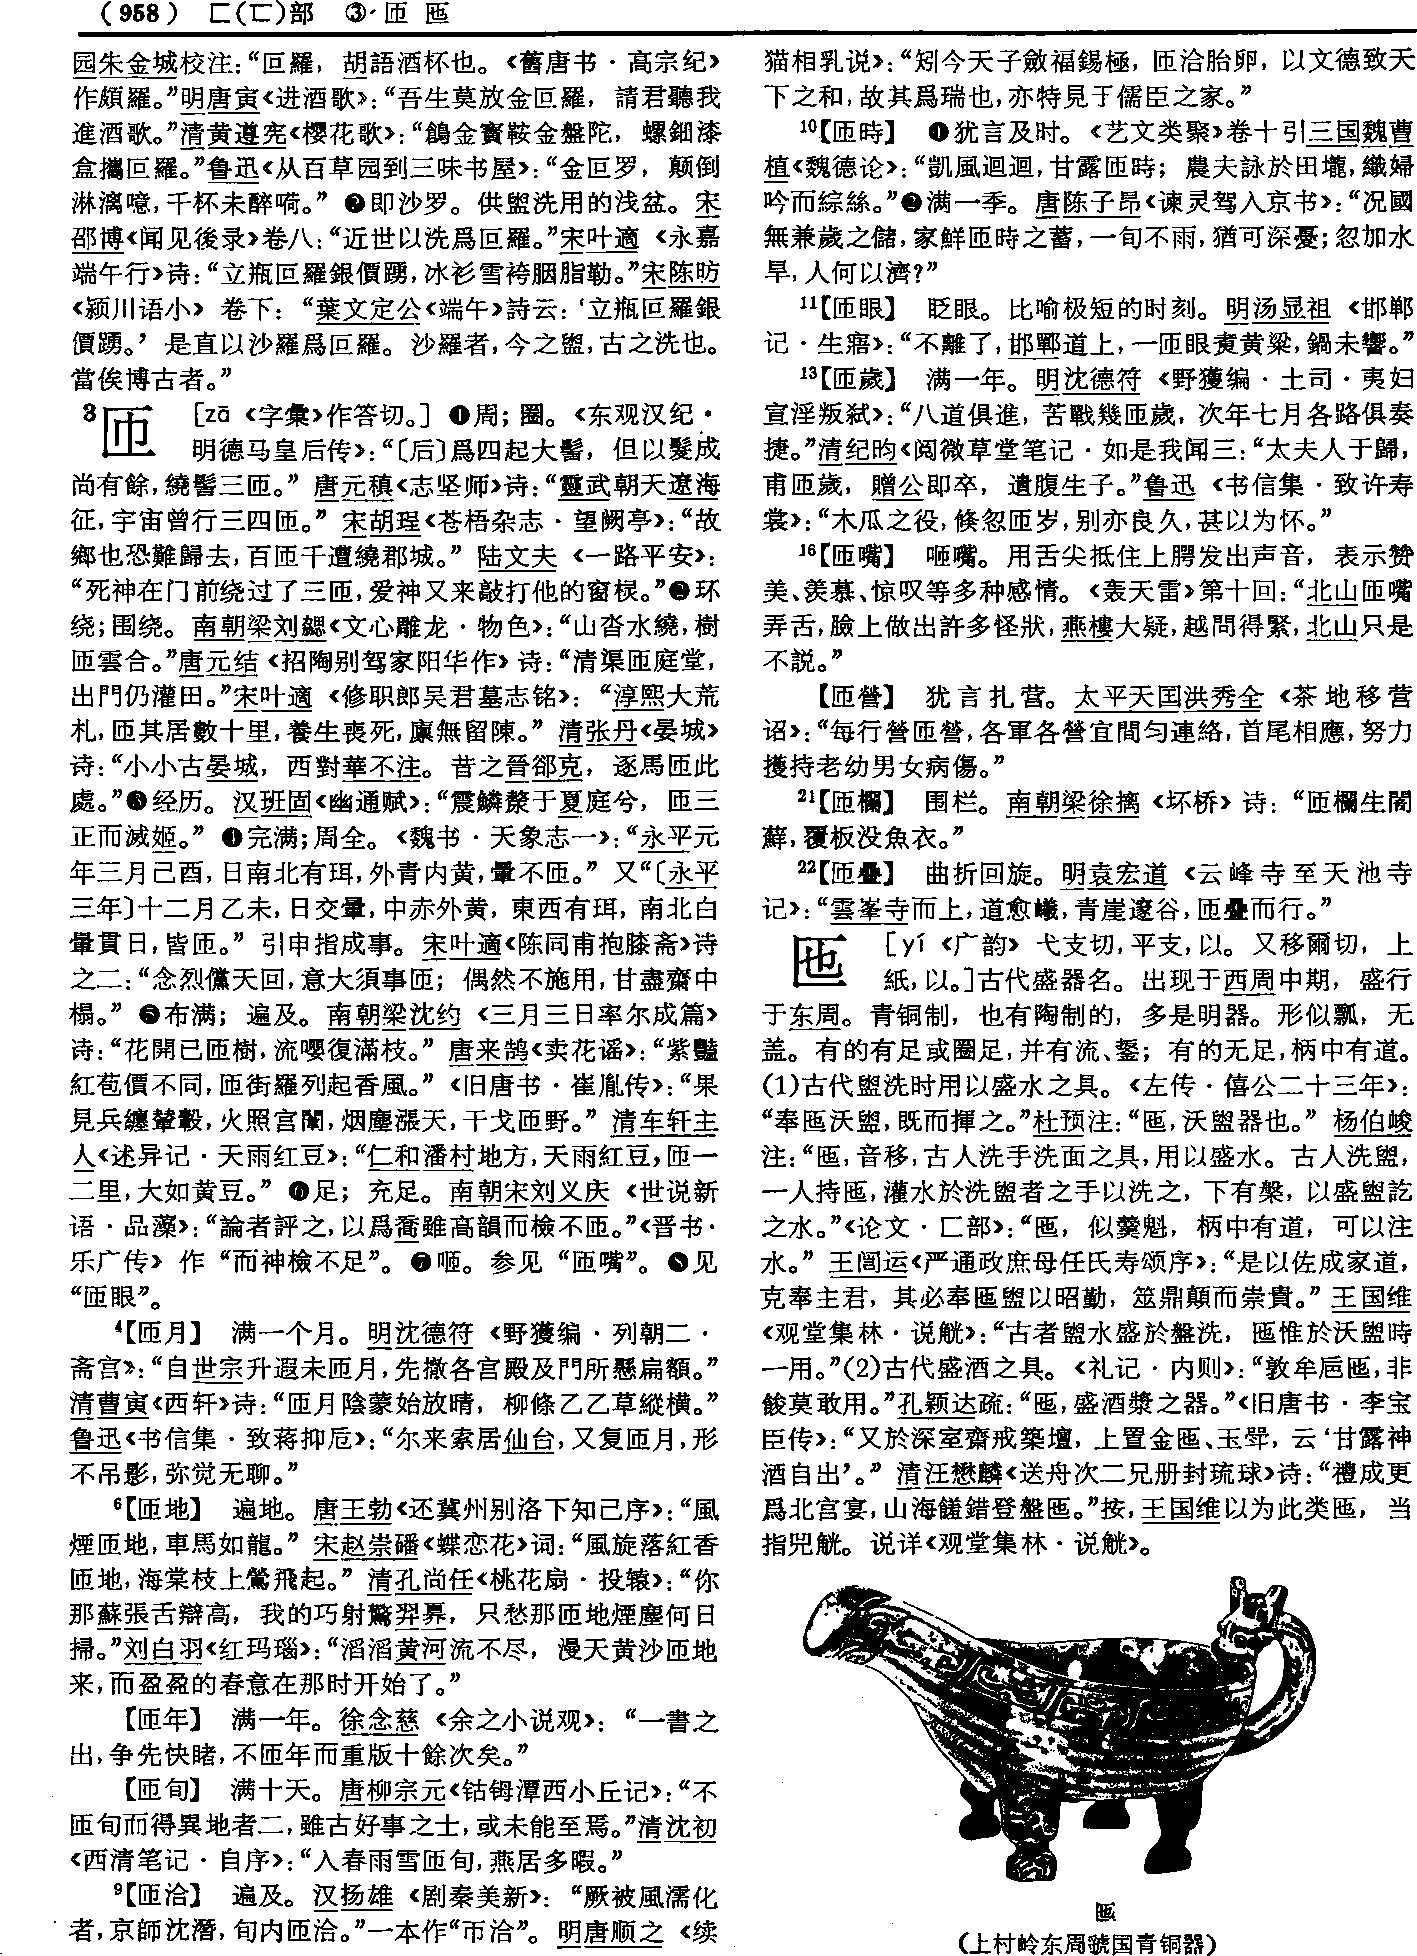 （958） 匚(匸)部 ③·匝 匜
园朱金城校注：“叵羅，胡語酒杯也。《舊唐书·高宗纪》
作頗羅。”明唐寅《进酒歌》：“吾生莫放金叵羅，請君聽我
進酒歌。”清黄遵宪《樱花歌》：“鴿金寶鞍金盤陀，螺鈿漆
盒攜叵羅。”鲁迅《从百草园到三味书屋》：“金叵罗，颠倒
淋漓噫，千杯未醉嗬。” ❷即沙罗。供盥洗用的浅盆。宋
邵博《闻见後录》卷八：“近世以洗爲叵羅。”宋叶適《永嘉
端午行》诗：“立瓶叵羅銀價踴，冰衫雪袴胭脂勒。”宋陈昉
《颍川语小》卷下：“葉文定公《端午》詩云：‘立瓶叵羅銀
價踴。’是直以沙羅爲叵羅。沙羅者，今之盥，古之洗也。
當俟博古者。”
3匝 ［zā 《字彙》作答切。］ ❶周；圈。《东观汉纪·
明德马皇后传》：“〔后〕爲四起大髻，但以髮成
尚有餘，繞髻三匝。” 唐元稹《志坚师》诗：“靈武朝天遼海
征，宇宙曾行三四匝。” 宋胡珵《苍梧杂志·望阙亭》：“故
鄉也恐難歸去，百匝千遭繞郡城。” 陆文夫《一路平安》：
“死神在门前绕过了三匝，爱神又来敲打他的窗棂。”❷环
绕；围绕。南朝梁刘勰《文心雕龙·物色》：“山沓水繞，樹
匝雲合。”唐元结《招陶别驾家阳华作》诗：“清渠匝庭堂，
出門仍灌田。”宋叶適《修职郎吴君墓志铭》：“淳熙大荒
札，匝其居數十里，養生喪死，廩無留陳。” 清张丹《晏城》
诗：“小小古晏城，西對華不注。昔之晉郤克，逐馬匝此
處。”❸经历。汉班固《幽通赋》：“震鱗漦于夏庭兮，匝三
正而滅姬。” ❹完满；周全。《魏书·天象志一》：“永平元
年三月己酉，日南北有珥，外青内黄，暈不匝。” 又“〔永平
三年〕十二月乙未，日交暈，中赤外黄，東西有珥，南北白
暈貫日，皆匝。” 引申指成事。宋叶適《陈同甫抱膝斋》诗
之二：“念烈儻天回，意大須事匝；偶然不施用，甘盡齋中
榻。” ❺布满；遍及。南朝梁沈约《三月三日率尔成篇》
诗：“花開已匝樹，流嚶復滿枝。” 唐来鹄《卖花谣》：“紫豔
紅苞價不同，匝街羅列起香風。” 《旧唐书·崔胤传》：“果
見兵纏輦轂，火照宫闈，烟塵漲天，干戈匝野。” 清车轩主
人《述异记·天雨红豆》：“仁和潘村地方，天雨紅豆，匝一
二里，大如黄豆。” ❻足；充足。南朝宋刘义庆《世说新
语·品藻》：“論者評之，以爲喬雖高韻而檢不匝。”《晋书·
乐广传》作“而神檢不足”。❼咂。参见“匝嘴”。❽见
“匝眼”。
4【匝月】 满一个月。明沈德符《野獲编·列朝二·
斋宫》：“自世宗升遐未匝月，先撤各宫殿及門所懸扁額。”
清曹寅《西轩》诗：“匝月陰蒙始放晴，柳條乙乙草縱横。”
鲁迅《书信集·致蒋抑卮》：“尔来索居仙台，又复匝月，形
不吊影，弥觉无聊。”
6【匝地】 遍地。唐王勃《还冀州别洛下知己序》：“風
煙匝地，車馬如龍。” 宋赵崇磻《蝶恋花》词：“風旋落紅香
匝地，海棠枝上鶯飛起。” 清孔尚任《桃花扇·投辕》：“你
那蘇張舌辯高，我的巧射驚羿奡，只愁那匝地煙塵何日
掃。”刘白羽《红玛瑙》：“滔滔黄河流不尽，漫天黄沙匝地
来，而盈盈的春意在那时开始了。”
【匝年】 满一年。徐念慈《余之小说观》：“一書之
出，争先快睹，不匝年而重版十餘次矣。”
【匝旬】 满十天。唐柳宗元《钴鉧潭西小丘记》：“不
匝旬而得異地者二，雖古好事之士，或未能至焉。”清沈初
《西清笔记·自序》：“入春雨雪匝旬，燕居多暇。”
9【匝洽】 遍及。汉扬雄《剧秦美新》：“厥被風濡化
者，京師沈潛，甸内匝洽。”一本作“帀洽”。明唐顺之《续
猫相乳说》：“矧今天子斂福錫極，匝洽胎卵，以文德致天
下之和，故其爲瑞也，亦特見于儒臣之家。”
10【匝時】 ❶犹言及时。《艺文类聚》卷十引三国魏曹
植《魏德论》：“凱風迴迴，甘露匝時；農夫詠於田壠，織婦
吟而綜絲。”❷满一季。唐陈子昂《谏灵驾入京书》：“况國
無兼歲之儲，家鮮匝時之蓄，一旬不雨，猶可深憂；忽加水
旱，人何以濟？”
11【匝眼】 眨眼。比喻极短的时刻。明汤显祖《邯郸
记·生寤》：“不離了，邯鄲道上，一匝眼煮黄粱，鍋未響。”
13【匝歲】 满一年。明沈德符《野獲编·土司·夷妇
宣淫叛弑》：“八道俱進，苦戰幾匝歲，次年七月各路俱奏
捷。”清纪昀《阅微草堂笔记·如是我闻三：“太夫人于歸，
甫匝歲，贈公即卒，遺腹生子。”鲁迅《书信集·致许寿
裳》：“木瓜之役，倏忽匝岁，别亦良久，甚以为怀。”
16【匝嘴】 咂嘴。用舌尖抵住上腭发出声音，表示赞
美、羡慕、惊叹等多种感情。《轰天雷》第十回：“北山匝嘴
弄舌，臉上做出許多怪狀，燕樓大疑，越問得緊，北山只是
不説。”
【匝營】 犹言扎营。太平天国洪秀全《茶地移营
诏》：“每行營匝營，各軍各營宜間匀連絡，首尾相應，努力
擭持老幼男女病傷。”
21【匝欄】 围栏。南朝梁徐摛《坏桥》诗：“匝欄生闇
蘚，覆板没魚衣。”
22【匝疊】 曲折回旋。明袁宏道《云峰寺至天池寺
记》：“雲峯寺而上，道愈巇，青崖邃谷，匝疊而行。”
匜 ［yí 《广韵》弋支切，平支，以。又移爾切，上
紙，以。］古代盛器名。出现于西周中期，盛行
于东周。青铜制，也有陶制的，多是明器。形似瓢，无
盖。有的有足或圈足，并有流、鋬；有的无足，柄中有道。
(1)古代盥洗时用以盛水之具。《左传·僖公二十三年》：
“奉匜沃盥，既而揮之。”杜预注：“匜，沃盥器也。” 杨伯峻
注：“匜，音移，古人洗手洗面之具，用以盛水。古人洗盥，
一人持匜，灌水於洗盥者之手以洗之，下有槃，以盛盥訖
之水。”《论文·匚部》：“匜，似羹魁，柄中有道，可以注
水。” 王闿运《严通政庶母任氏寿颂序》：“是以佐成家道，
克奉主君，其必奉匜盥以昭勤，筮鼎顛而崇貴。” 王国维
《观堂集林·说觥》：“古者盥水盛於盤洗，匜惟於沃盥時
一用。”(2)古代盛酒之具。《礼记·内则》：“敦牟卮匜，非
餕莫敢用。”孔颖达疏：“匜，盛酒漿之器。”《旧唐书·李宝
臣传》：“又於深室齋戒築壇，上置金匜、玉斝，云‘甘露神
酒自出’。” 清汪懋麟《送舟次二兄册封琉球》诗：“禮成更
爲北宫宴，山海饈錯登盤匜。”按，王国维以为此类匜，当
指兕觥。说详《观堂集林·说觥》。
匜
（上村岭东周虢国青铜器）